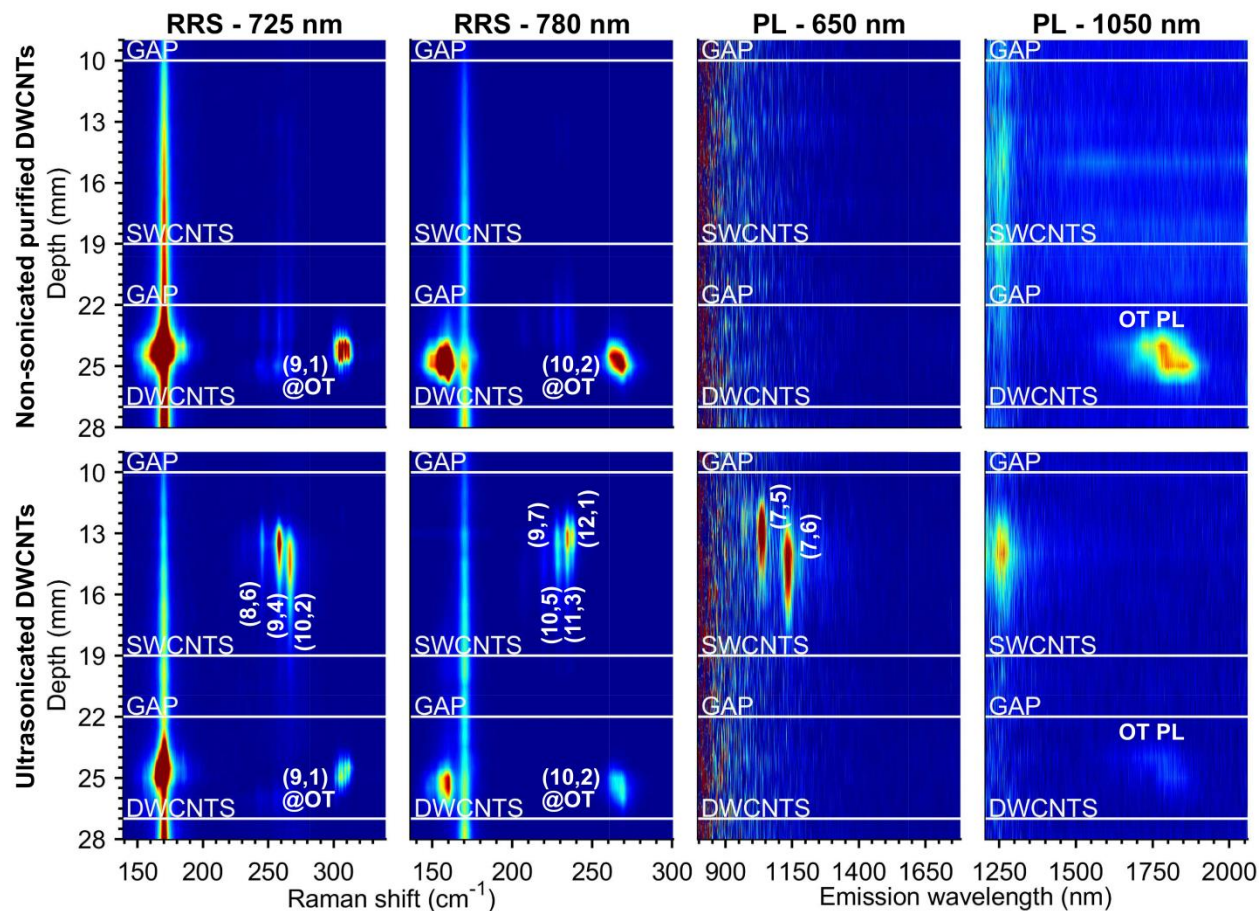 RRS - 725 nm
RRS - 780 nm
PL - 650 nm
PL - 1050 nm
Non-sonicated purified DWCNTs
Depth (mm)
10
13
16
19
22
25
28
GAP
SWCNTS
GAP
(9,1)
@OT
DWCNTS
GAP
SWCNTS
GAP
(10,2)
@OT
DWCNTS
GAP
SWCNTS
GAP
DWCNTS
GAP
SWCNTS
GAP
OT PL
DWCNTS
Ultrasonicated DWCNTs
Depth (mm)
10
13
16
19
22
25
28
GAP
(8,6)
(9,4)
(10,2)
SWCNTS
GAP
(9,1)
@OT
DWCNTS
GAP
(9,7)
(12,1)
(10,5)
(11,3)
SWCNTS
GAP
(10,2)
@OT
DWCNTS
GAP
(7,5)
(7,6)
SWCNTS
GAP
DWCNTS
GAP
SWCNTS
GAP
OT PL
DWCNTS
150 200 250 300
150 200 250 300
900 1150 1400 1650
1250 1500 1750 2000
Raman shift (cm⁻¹)
Emission wavelength (nm)